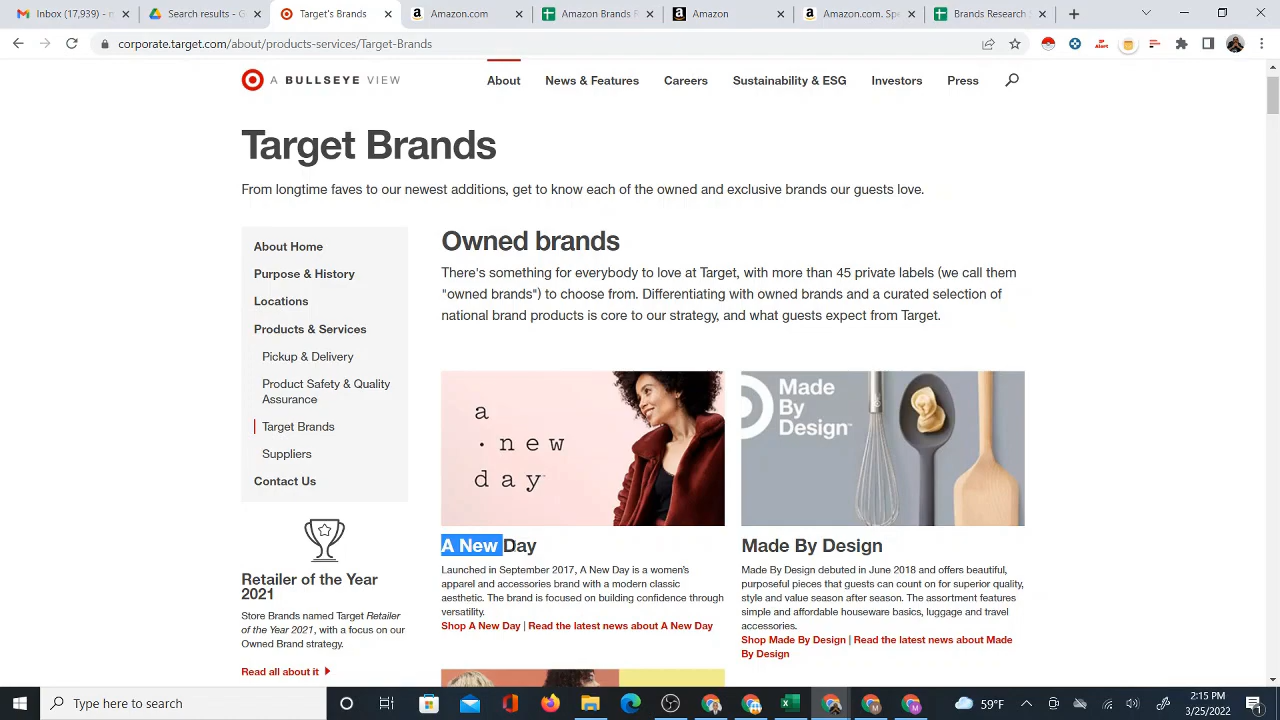 Inbox (17,939) - m
Search results - G
Target's Brands
Amazon.com
Amazon Brands R
Amazon
Amazon.com. Spe
Brands Research S
corporate.target.com/about/products-services/Target-Brands
A BULLSEYE VIEW
About
News & Features
Careers
Sustainability & ESG
Investors
Press
Target Brands
From longtime faves to our newest additions, get to know each of the owned and exclusive brands our guests love.
About Home
Purpose & History
Locations
Products & Services
Pickup & Delivery
Product Safety & Quality
Assurance
Target Brands
Suppliers
Contact Us
Retailer of the Year
2021
Store Brands named Target Retailer
of the Year 2021, with a focus on our
Owned Brand strategy.
Read all about it
Owned brands
There's something for everybody to love at Target, with more than 45 private labels (we call them
"owned brands") to choose from. Differentiating with owned brands and a curated selection of
national brand products is core to our strategy, and what guests expect from Target.
a
· new
day
A New Day
Launched in September 2017, A New Day is a women's
apparel and accessories brand with a modern classic
aesthetic. The brand is focused on building confidence through
versatility.
Shop A New Day | Read the latest news about A New Day
Made
By
Design™
Made By Design
Made By Design debuted in June 2018 and offers beautiful,
purposeful pieces that guests can count on for superior quality,
style and value season after season. The assortment features
simple and affordable houseware basics, luggage and travel
accessories.
Shop Made By Design | Read the latest news about Made
By Design
Type here to search
59°F
2:15 PM
3/25/2022